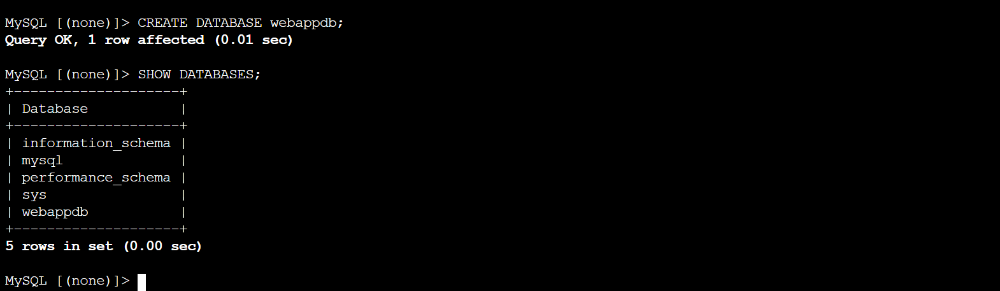 MySQL [(none)]> CREATE DATABASE webappdb;
Query OK, 1 row affected (0.01 sec)
MySQL [(none)]> SHOW DATABASES;
+--------------------+
| Database           |
+--------------------+
| information_schema |
| mysql              |
| performance_schema |
| sys                |
| webappdb           |
+--------------------+
5 rows in set (0.00 sec)
MySQL [(none)]>